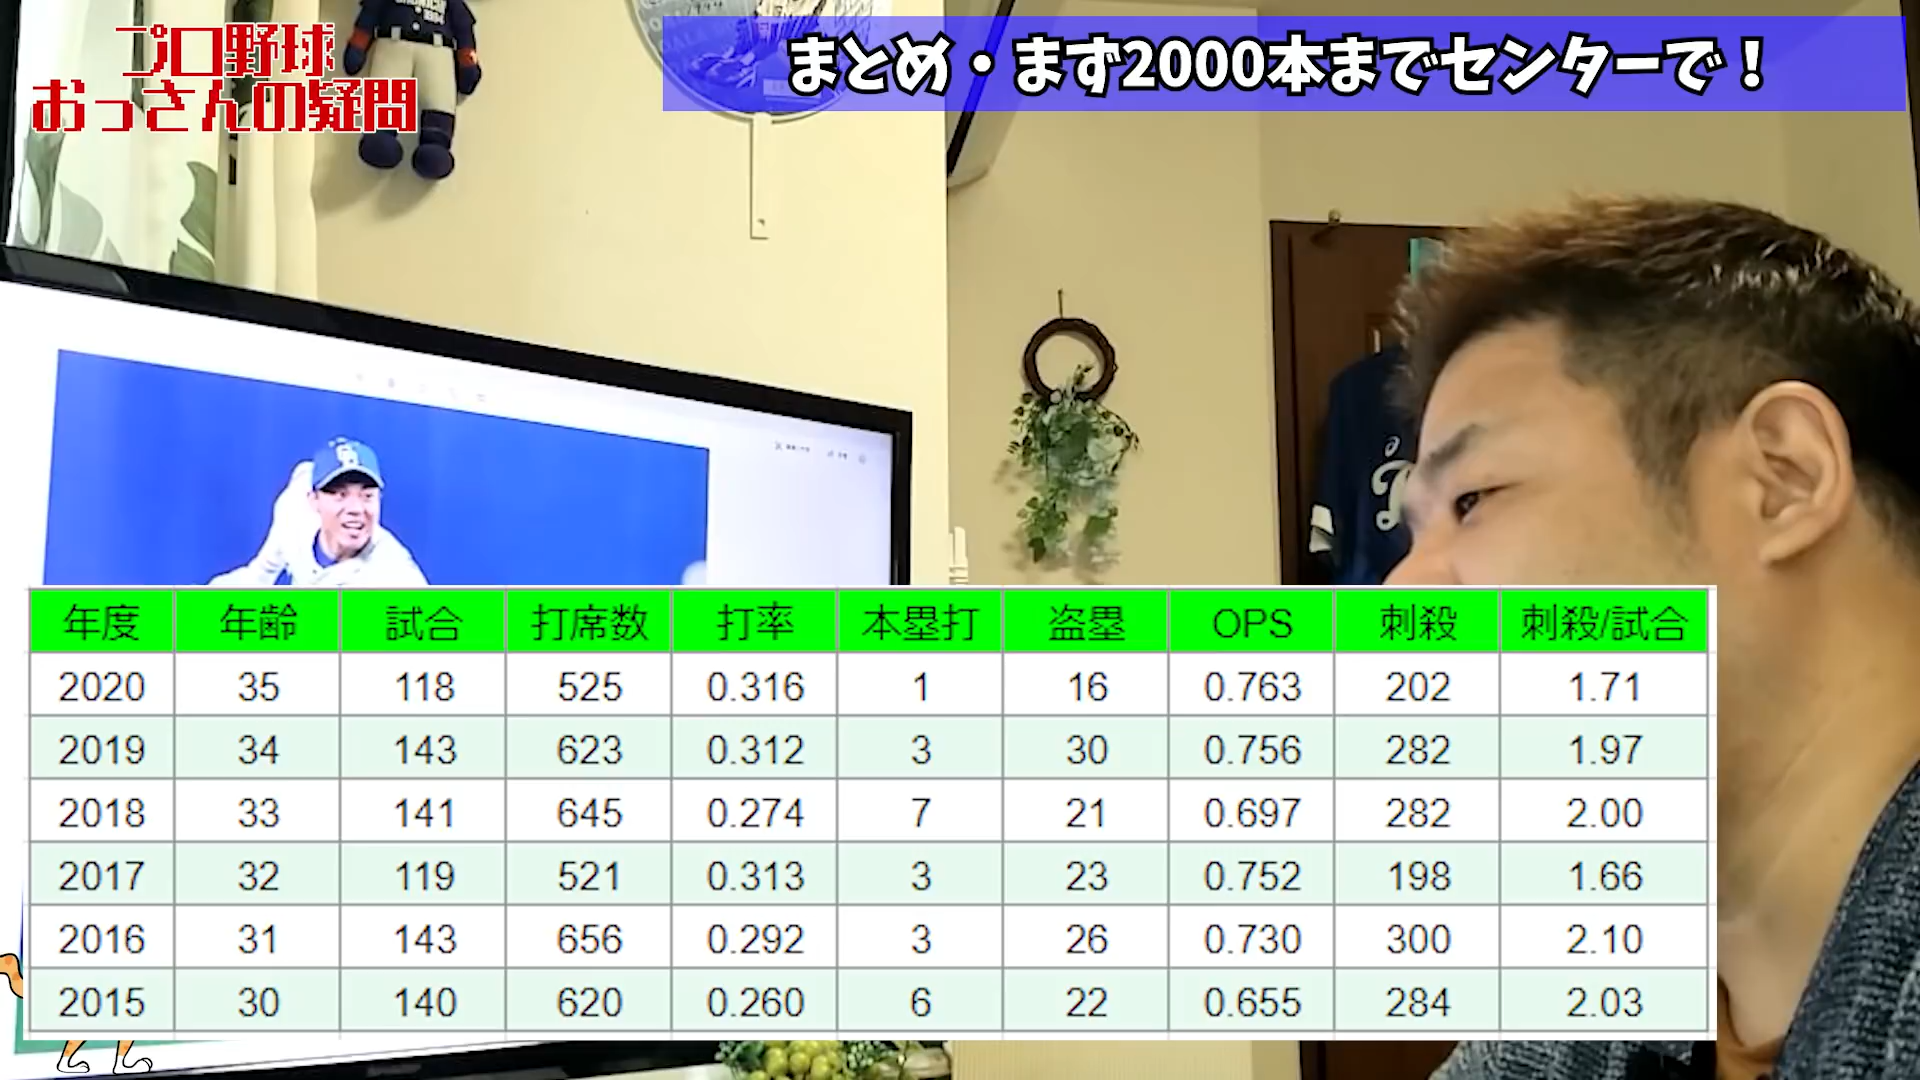 プロ野球
おっさんの疑問
まとめ・まず2000本までセンターで！
年度 年齢 試合 打席数 打率 本塁打 盗塁 OPS 刺殺 刺殺/試合
2020 35 118 525 0.316 1 16 0.763 202 1.71
2019 34 143 623 0.312 3 30 0.756 282 1.97
2018 33 141 645 0.274 7 21 0.697 282 2.00
2017 32 119 521 0.313 3 23 0.752 198 1.66
2016 31 143 656 0.292 3 26 0.730 300 2.10
2015 30 140 620 0.260 6 22 0.655 284 2.03